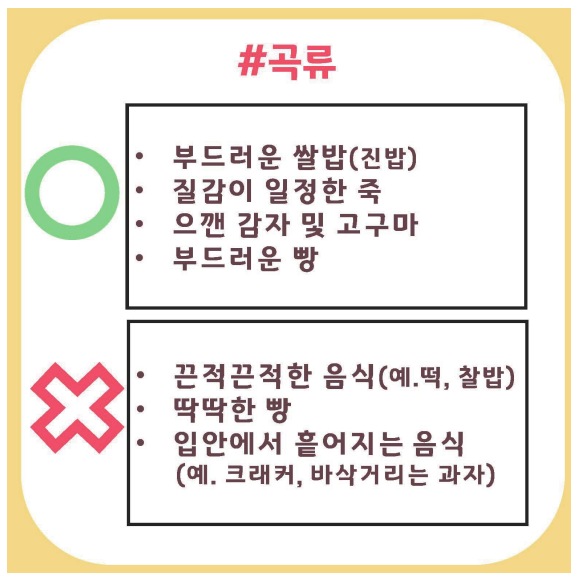 #곡류
• 부드러운 쌀밥(진밥)
• 질감이 일정한 죽
• 으깬 감자 및 고구마
• 부드러운 빵
• 끈적끈적한 음식(예.떡, 찰밥)
• 딱딱한 빵
• 입안에서 흩어지는 음식
(예. 크래커, 바삭거리는 과자)